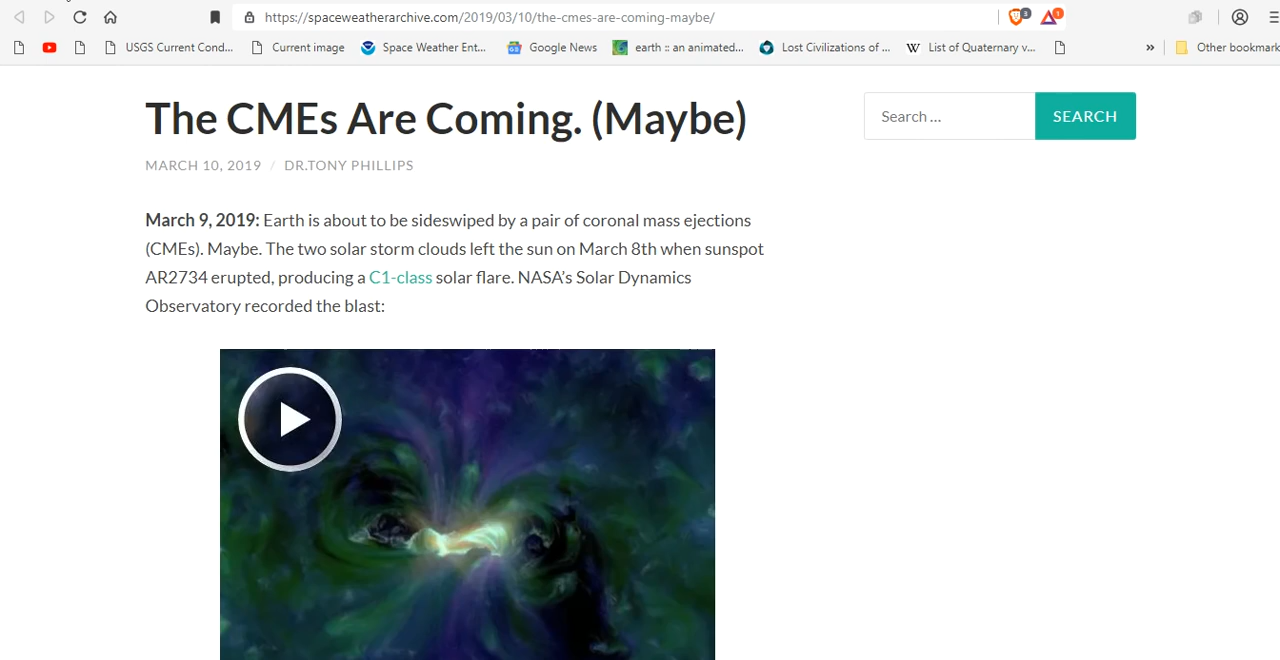 https://spaceweatherarchive.com/2019/03/10/the-cmes-are-coming-maybe/
3
1
USGS Current Cond... Current image Space Weather Ent... Google News earth :: an animated... Lost Civilizations of ... W List of Quaternary v... » Other bookmark
The CMEs Are Coming. (Maybe)
Search ... SEARCH
MARCH 10, 2019 / DR.TONY PHILLIPS
March 9, 2019: Earth is about to be sideswiped by a pair of coronal mass ejections
(CMEs). Maybe. The two solar storm clouds left the sun on March 8th when sunspot
AR2734 erupted, producing a C1-class solar flare. NASA’s Solar Dynamics
Observatory recorded the blast: